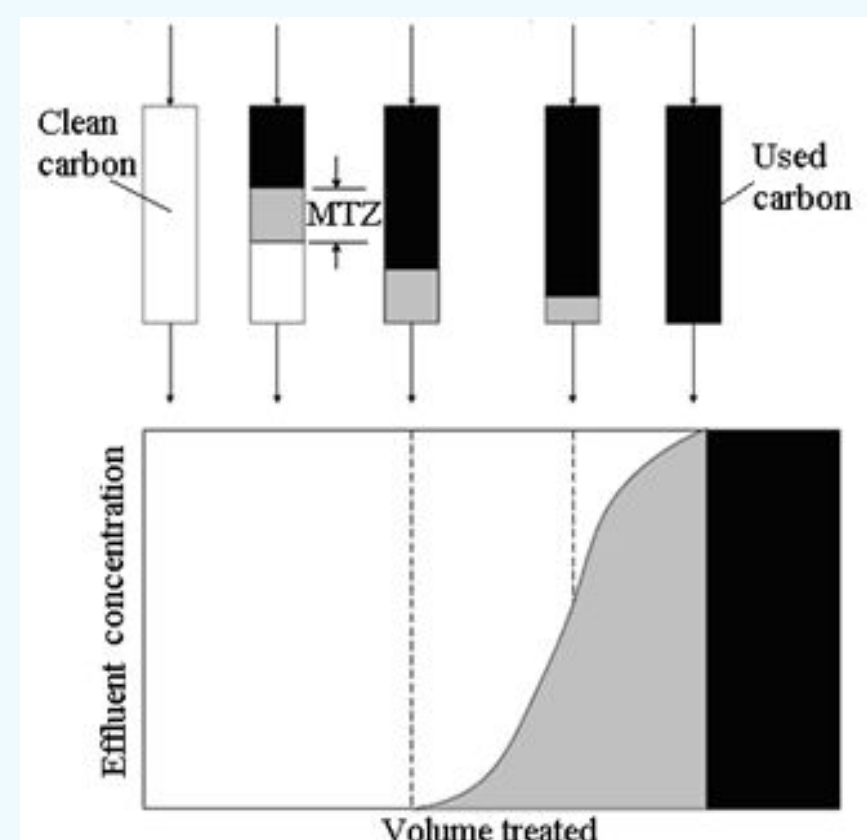 Clean
carbon
MTZ
Used
carbon
Effluent concentration
Volume treated